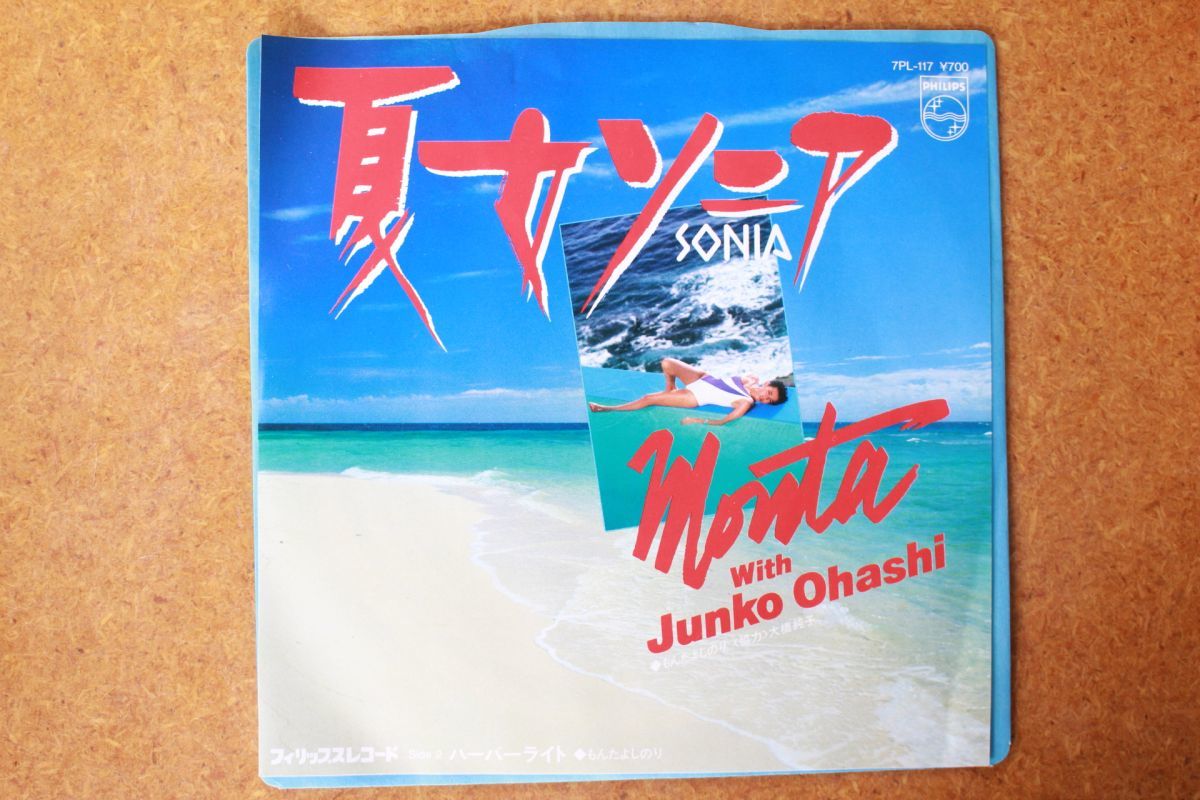 7PL-117 ¥700
PHILIPS
夏女ソニア
SONIA
Monta
With
Junko Ohashi
◆もんたよしのり〈協力〉大橋純子
フィリップスレコード Side 2 ハーバーライト ◆もんたよしのり